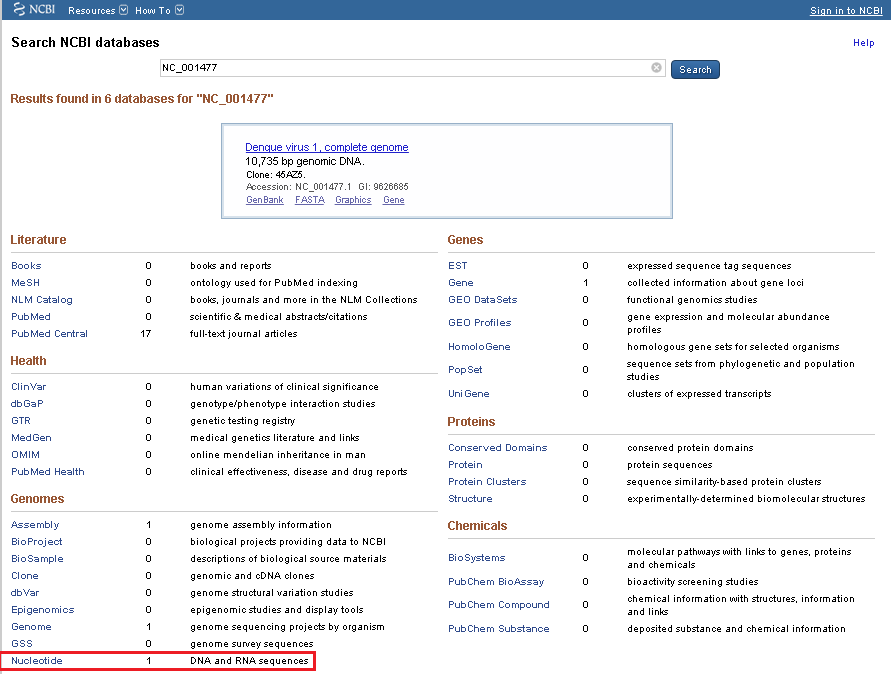 NCBI Resources How To Sign in to NCBI
Search NCBI databases Help
NC_001477 Search
Results found in 6 databases for "NC_001477"
Dengue virus 1, complete genome
10,735 bp genomic DNA.
Clone: 45AZ5.
Accession: NC_001477.1 GI: 9626685
GenBank FASTA Graphics Gene
Literature
Books 0 books and reports
MeSH 0 ontology used for PubMed indexing
NLM Catalog 0 books, journals and more in the NLM Collections
PubMed 0 scientific & medical abstracts/citations
PubMed Central 17 full-text journal articles
Health
ClinVar 0 human variations of clinical significance
dbGaP 0 genotype/phenotype interaction studies
GTR 0 genetic testing registry
MedGen 0 medical genetics literature and links
OMIM 0 online mendelian inheritance in man
PubMed Health 0 clinical effectiveness, disease and drug reports
Genomes
Assembly 1 genome assembly information
BioProject 0 biological projects providing data to NCBI
BioSample 0 descriptions of biological source materials
Clone 0 genomic and cDNA clones
dbVar 0 genome structural variation studies
Epigenomics 0 epigenomic studies and display tools
Genome 1 genome sequencing projects by organism
GSS 0 genome survey sequences
Nucleotide 1 DNA and RNA sequences
Genes
EST 0 expressed sequence tag sequences
Gene 1 collected information about gene loci
GEO DataSets 0 functional genomics studies
GEO Profiles 0 gene expression and molecular abundance
profiles
HomoloGene 0 homologous gene sets for selected organisms
PopSet 0 sequence sets from phylogenetic and population
studies
UniGene 0 clusters of expressed transcripts
Proteins
Conserved Domains 0 conserved protein domains
Protein 0 protein sequences
Protein Clusters 0 sequence similarity-based protein clusters
Structure 0 experimentally-determined biomolecular structures
Chemicals
BioSystems 0 molecular pathways with links to genes, proteins
and chemicals
PubChem BioAssay 0 bioactivity screening studies
PubChem Compound 0 chemical information with structures, information
and links
PubChem Substance 0 deposited substance and chemical information